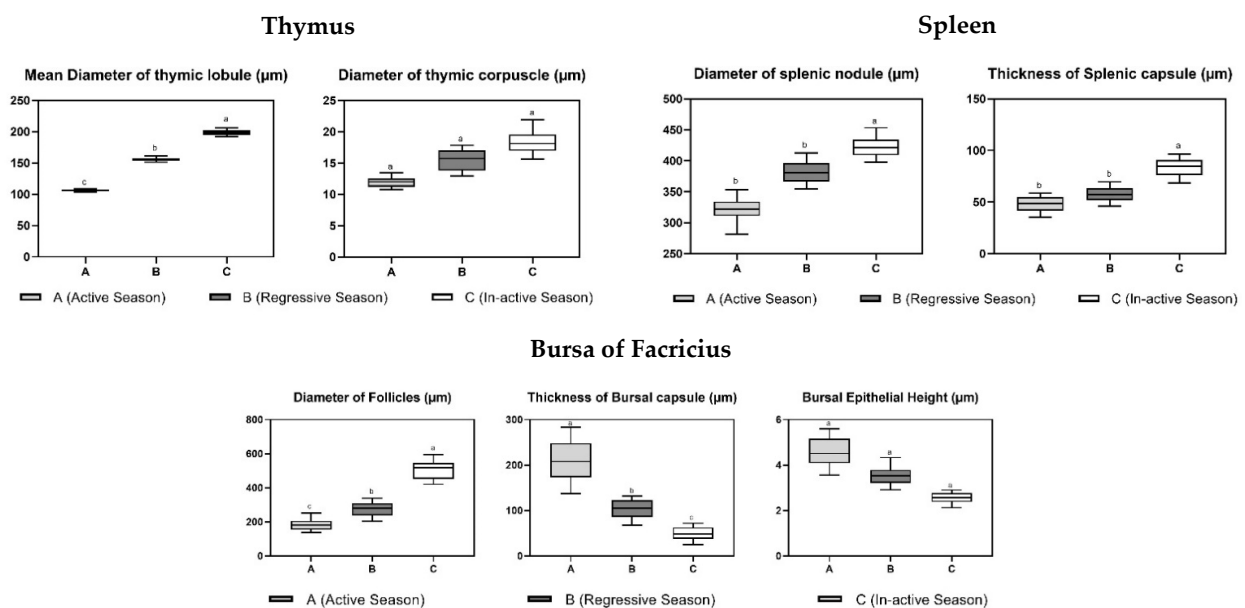 Thymus
Spleen
Mean Diameter of thymic lobule (µm)
Diameter of thymic corpuscle (µm)
Diameter of splenic nodule (µm)
Thickness of Splenic capsule (µm)
250
200
150
100
50
0
c
b
a
A
B
C
25
20
15
10
5
0
a
a
a
A
B
C
500
450
400
350
300
250
b
b
a
A
B
C
150
100
50
0
b
b
a
A
B
C
A (Active Season)
B (Regressive Season)
C (In-active Season)
A (Active Season)
B (Regressive Season)
C (In-active Season)
Bursa of Facricius
Diameter of Follicles (µm)
Thickness of Bursal capsule (µm)
Bursal Epithelial Height (µm)
800
600
400
200
0
c
b
a
A
B
C
300
200
100
0
a
b
c
A
B
C
6
4
2
0
a
a
a
A
B
C
A (Active Season)
B (Regressive Season)
C (In-active Season)